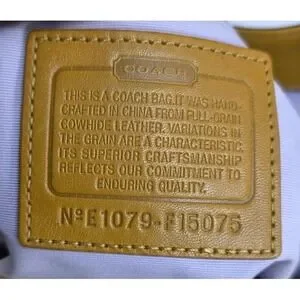 COACH
THIS IS A COACH BAG.IT WAS HAND-
CRAFTED IN CHINA FROM FULL-GRAIN
COWHIDE LEATHER. VARIATIONS IN
THE GRAIN ARE A CHARACTERISTIC.
ITS SUPERIOR CRAFTSMANSHIP
REFLECTS OUR COMMITMENT TO
ENDURING QUALITY.
NºE1079-F15075